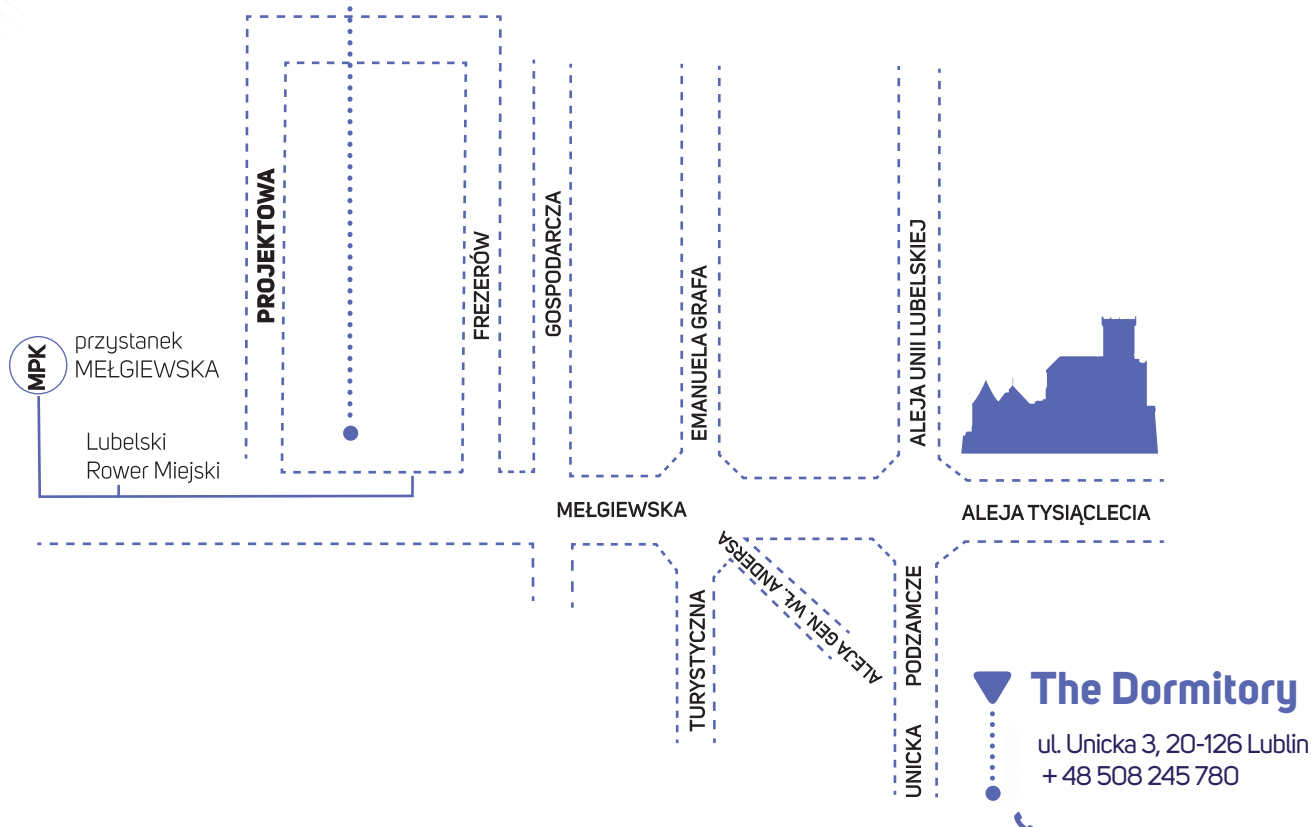 PROJEKTOWA
FREZERÓW
GOSPODARCZA
EMANUELA GRAFA
ALEJA UNII LUBELSKIEJ
MPK
przystanek
MEŁGIEWSKA
Lubelski
Rower Miejski
MEŁGIEWSKA
ALEJA TYSIĄCLECIA
ALEJA GEN. WŁ. ANDERSA
TURYSTYCZNA
PODZAMCZE
UNICKA
The Dormitory
ul. Unicka 3, 20-126 Lublin
+ 48 508 245 780